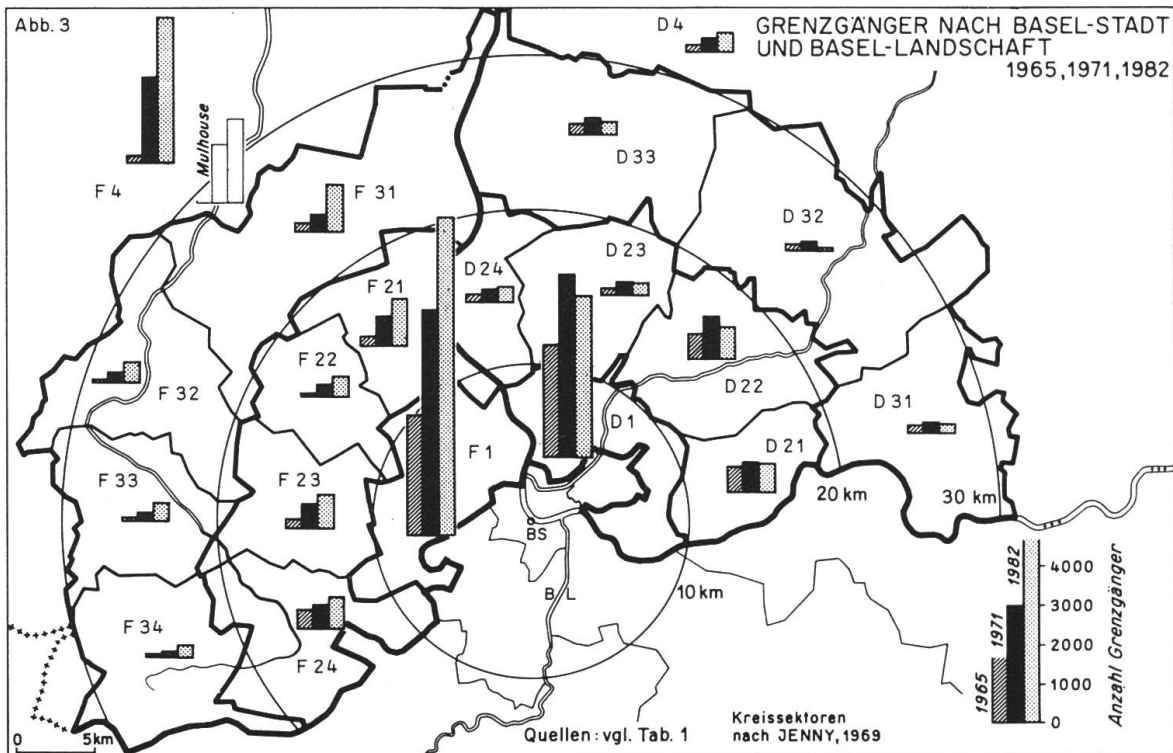 Abb. 3
GRENZGÄNGER NACH BASEL-STADT
UND BASEL-LANDSCHAFT
1965, 1971, 1982
D 4
F 4
Mulhouse
F 31
D 33
D 32
F 21
D 24
D 23
F 22
F 32
D 22
D 31
F 33
F 23
F 1
D 1
D 21
20 km
30 km
BS
BL
10 km
F 34
F 24
1965
1971
1982
4000
3000
2000
1000
0
Anzahl Grenzgänger
0 5km
Quellen: vgl. Tab. 1
Kreissektoren
nach JENNY, 1969